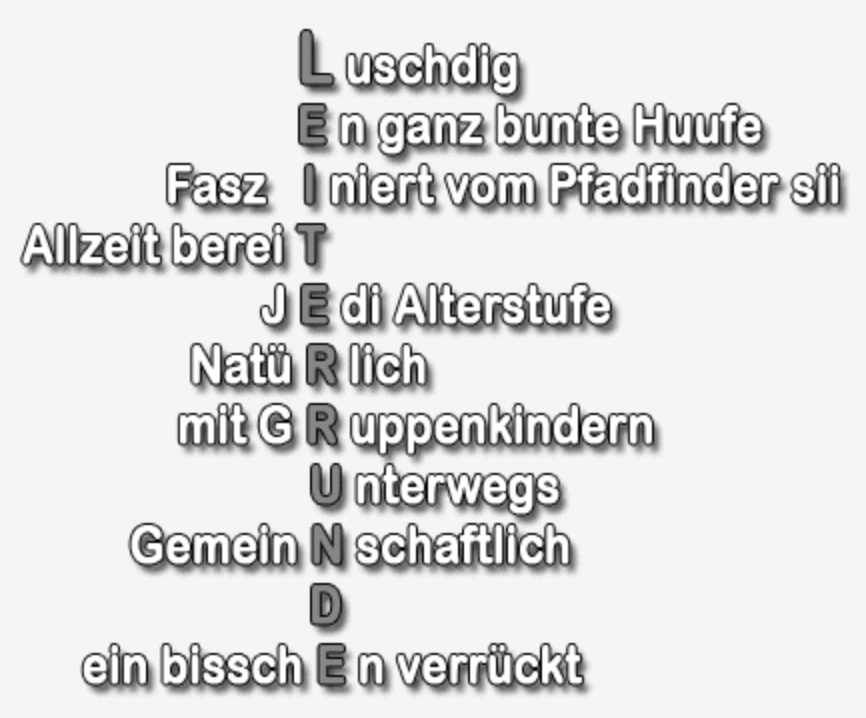 L uschdig
E n ganz bunte Huufe
Fasz I niert vom Pfadfinder sii
Allzeit berei T
J E di Alterstufe
Natü R lich
mit G R uppenkindern
U nterwegs
Gemein N schaftlich
D
ein bissch E n verrückt